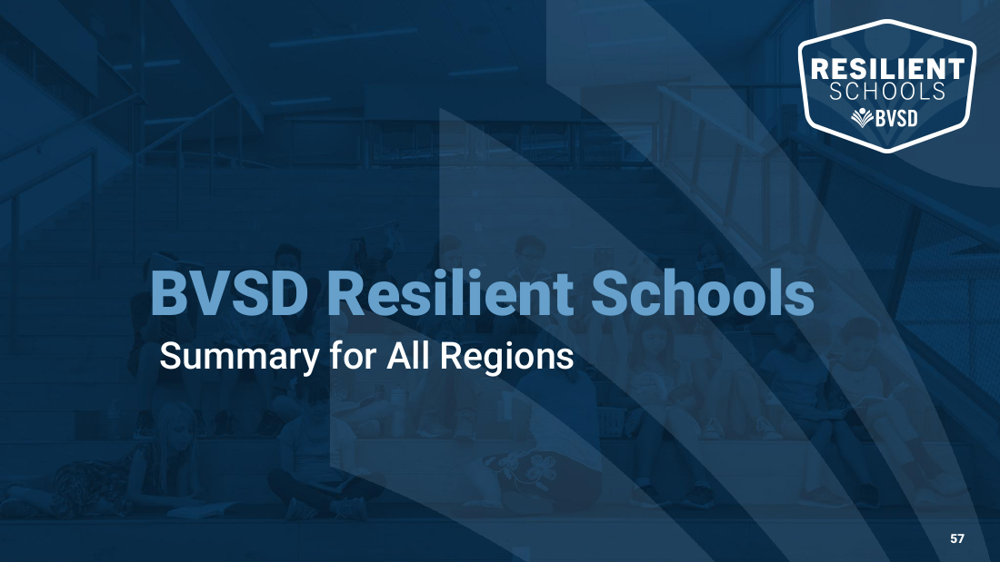 RESILIENT
SCHOOLS
BVSD
BVSD Resilient Schools
Summary for All Regions
57